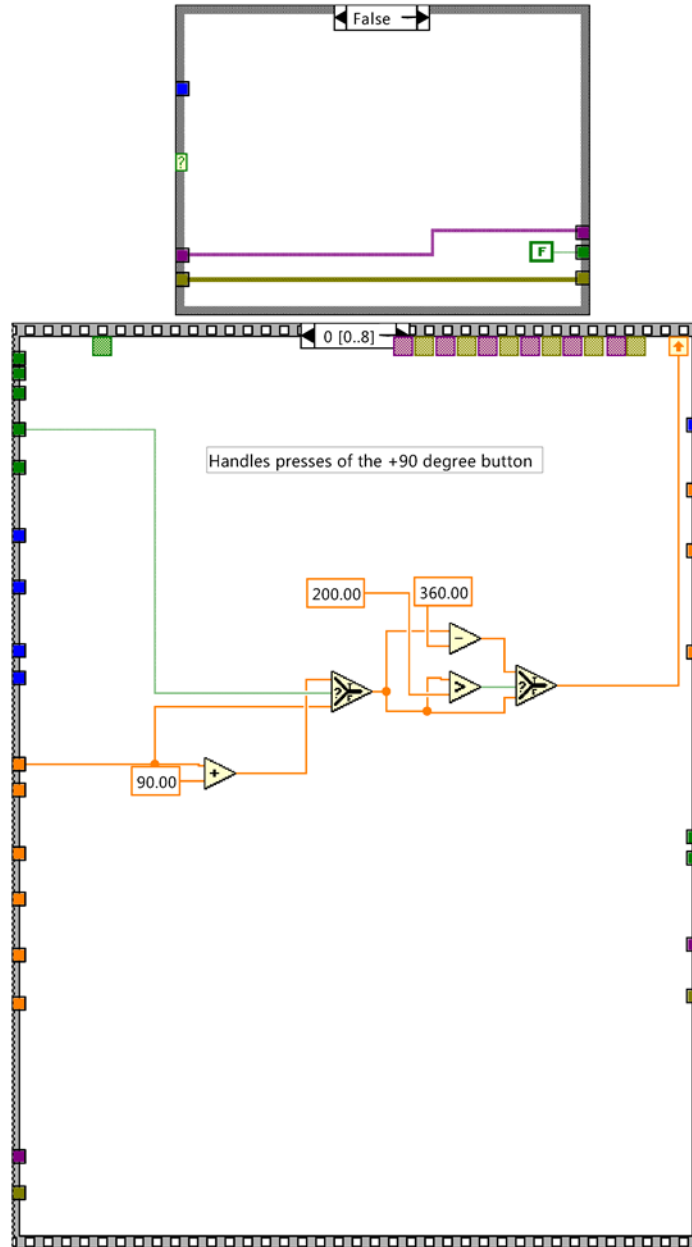 False
?
F
0 [0..8]
Handles presses of the +90 degree button
200.00
360.00
-
? T F
>
? T F
90.00
+